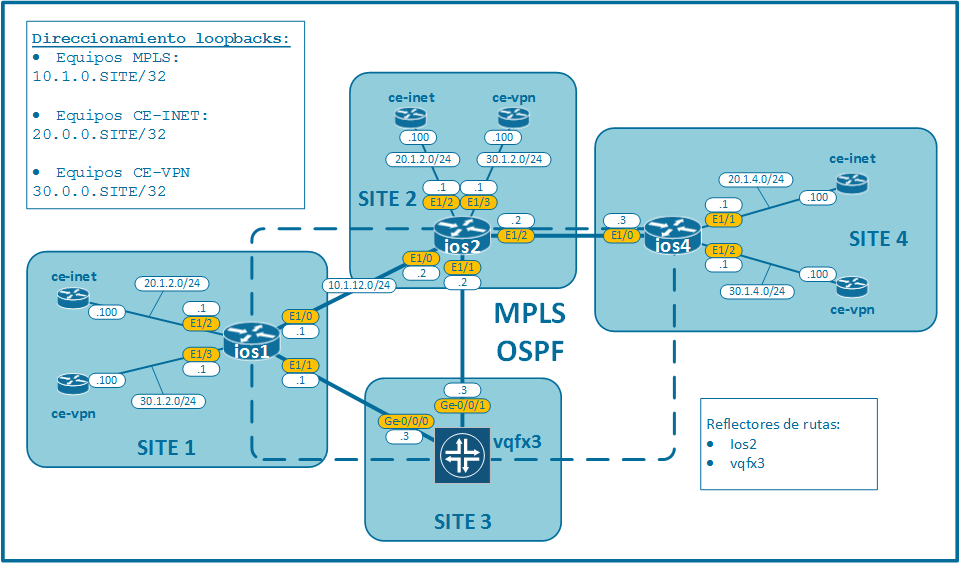 Direccionamiento loopbacks:
• Equipos MPLS:
10.1.0.SITE/32
• Equipos CE-INET:
20.0.0.SITE/32
• Equipos CE-VPN
30.0.0.SITE/32
ce-inet
ce-vpn
.100
.100
20.1.2.0/24
30.1.2.0/24
.1
.1
E1/2
E1/3
SITE 2
ios2
.2
E1/2
E1/0
.2
E1/1
.2
10.1.12.0/24
ce-inet
20.1.4.0/24
.100
.3
E1/0
ios4
.1
E1/1
E1/2
.1
SITE 4
30.1.4.0/24
.100
ce-vpn
ce-inet
20.1.2.0/24
.100
.1
E1/2
E1/0
.1
ios1
E1/3
.1
E1/1
.1
.100
30.1.2.0/24
ce-vpn
SITE 1
MPLS
OSPF
.3
Ge-0/0/1
Ge-0/0/0
.3
vqfx3
SITE 3
Reflectores de rutas:
• Ios2
• vqfx3